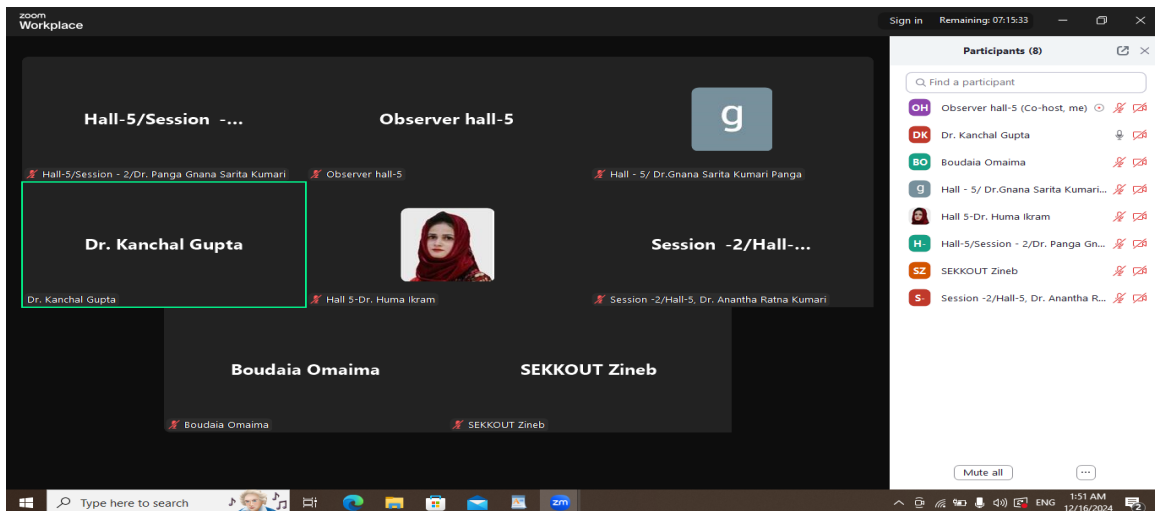 zoom
Workplace
Sign in Remaining: 07:15:33
Hall-5/Session -...
Hall-5/Session - 2/Dr. Panga Gnana Sarita Kumari
Observer hall-5
Observer hall-5
g
Hall - 5/ Dr.Gnana Sarita Kumari Panga
Dr. Kanchal Gupta
Dr. Kanchal Gupta
Hall 5-Dr. Huma Ikram
Session -2/Hall-...
Session -2/Hall-5, Dr. Anantha Ratna Kumari
Boudaia Omaima
Boudaia Omaima
SEKKOUT Zineb
SEKKOUT Zineb
Participants (8)
Find a participant
OH Observer hall-5 (Co-host, me)
DK Dr. Kanchal Gupta
BO Boudaia Omaima
g Hall - 5/ Dr.Gnana Sarita Kumari...
Hall 5-Dr. Huma Ikram
H- Hall-5/Session - 2/Dr. Panga Gn...
SZ SEKKOUT Zineb
S- Session -2/Hall-5, Dr. Anantha R...
Mute all ...
Type here to search
zm
ENG
1:51 AM
12/16/2024
2